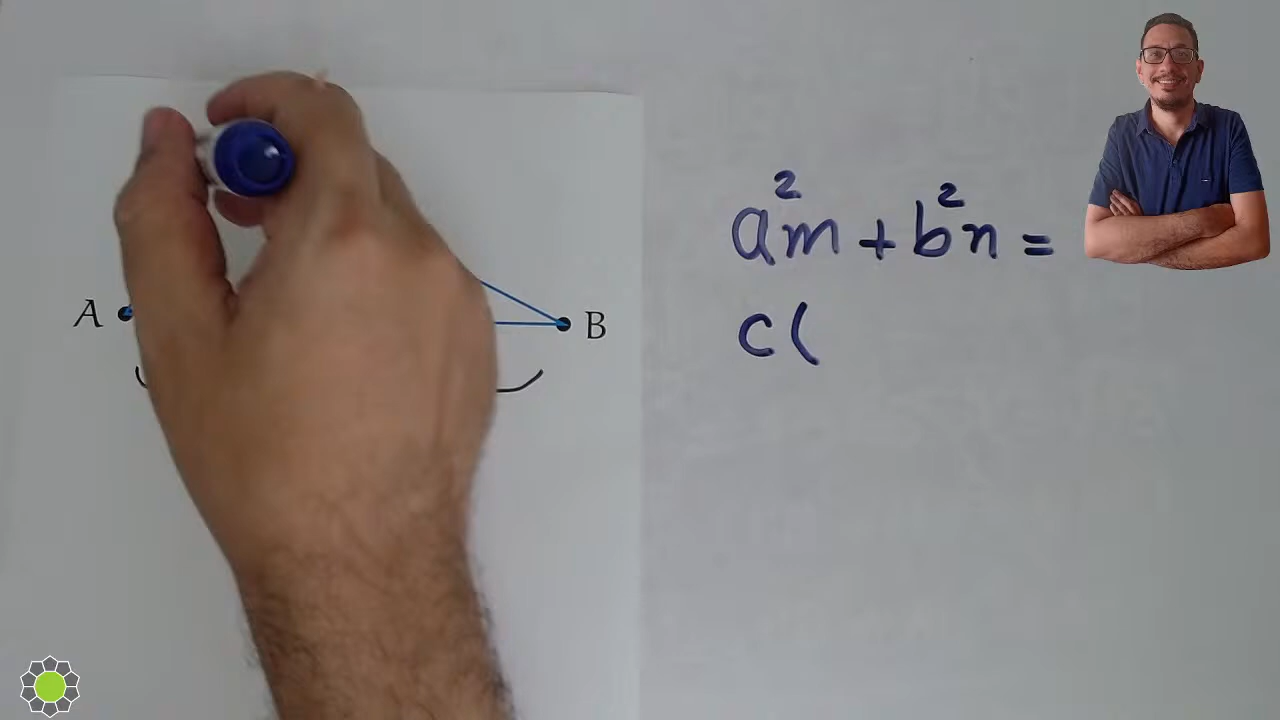 a²m + b²n =
c(
A
B